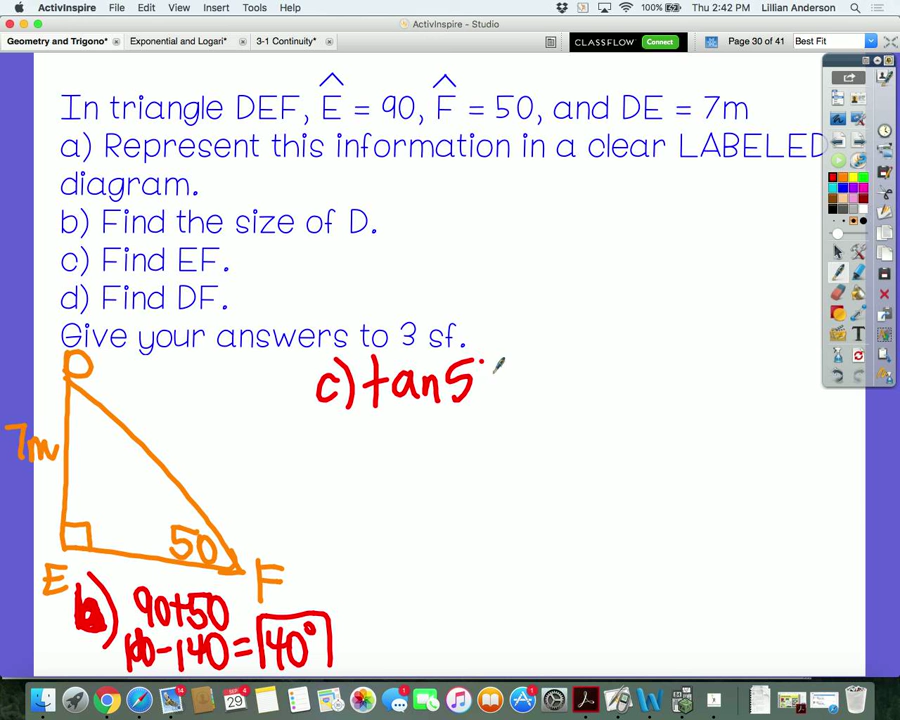 ActivInspire File Edit View Insert Tools Help 100% Thu 2:42 PM Lillian Anderson
ActivInspire - Studio
Geometry and Trigono* Exponential and Logari* 3-1 Continuity* CLASSFLOW Connect Page 30 of 41 Best Fit
In triangle DEF, Ê = 90, F̂ = 50, and DE = 7m
a) Represent this information in a clear LABELED
diagram.
b) Find the size of D.
c) Find EF.
d) Find DF.
Give your answers to 3 sf.
D
c) tan 5
7m
50
E
F
b) 90+50
180-140=40°